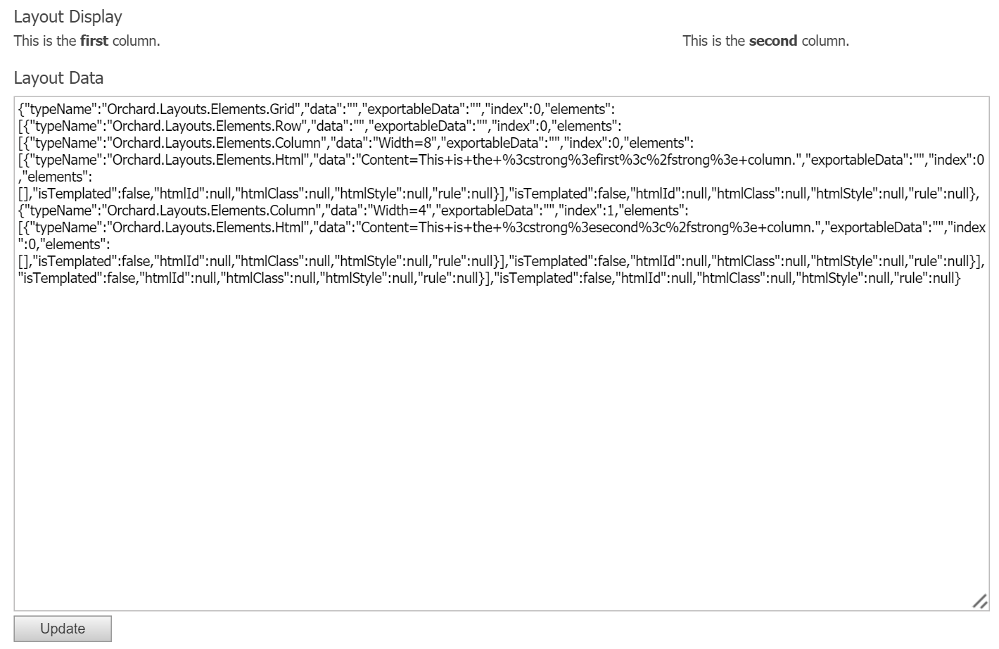 Layout Display
This is the first column. This is the second column.
Layout Data
{"typeName":"Orchard.Layouts.Elements.Grid","data":"","exportableData":"","index":0,"elements":
[{"typeName":"Orchard.Layouts.Elements.Row","data":"","exportableData":"","index":0,"elements":
[{"typeName":"Orchard.Layouts.Elements.Column","data":"Width=8","exportableData":"","index":0,"elements":
[{"typeName":"Orchard.Layouts.Elements.Html","data":"Content=This+is+the+%3cstrong%3efirst%3c%2fstrong%3e+column.","exportableData":"","index":0
,"elements":
[],"isTemplated":false,"htmlId":null,"htmlClass":null,"htmlStyle":null,"rule":null}],"isTemplated":false,"htmlId":null,"htmlClass":null,"htmlStyle":null,"rule":null},
{"typeName":"Orchard.Layouts.Elements.Column","data":"Width=4","exportableData":"","index":1,"elements":
[{"typeName":"Orchard.Layouts.Elements.Html","data":"Content=This+is+the+%3cstrong%3esecond%3c%2fstrong%3e+column.","exportableData":"","index
":0,"elements":
[],"isTemplated":false,"htmlId":null,"htmlClass":null,"htmlStyle":null,"rule":null}],"isTemplated":false,"htmlId":null,"htmlClass":null,"htmlStyle":null,"rule":null}],
"isTemplated":false,"htmlId":null,"htmlClass":null,"htmlStyle":null,"rule":null}],"isTemplated":false,"htmlId":null,"htmlClass":null,"htmlStyle":null,"rule":null}
Update